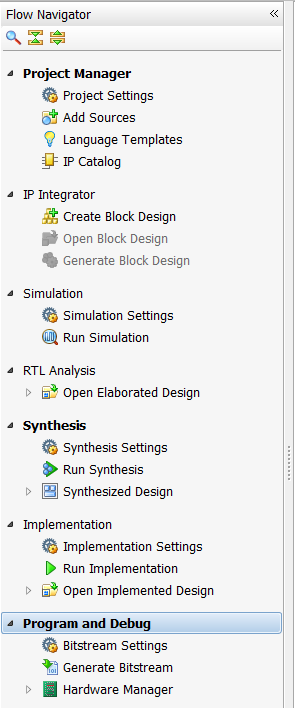 Flow Navigator
Project Manager
Project Settings
Add Sources
Language Templates
IP Catalog
IP Integrator
Create Block Design
Open Block Design
Generate Block Design
Simulation
Simulation Settings
Run Simulation
RTL Analysis
Open Elaborated Design
Synthesis
Synthesis Settings
Run Synthesis
Synthesized Design
Implementation
Implementation Settings
Run Implementation
Open Implemented Design
Program and Debug
Bitstream Settings
Generate Bitstream
Hardware Manager